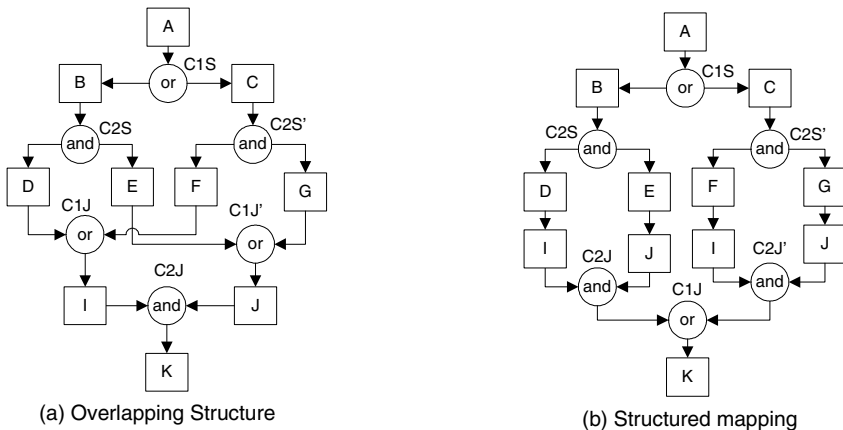 A
C1S
B
or
C
C2S
C2S'
and
and
D
E
F
G
C1J
C1J'
or
or
C2J
I
and
J
K
(a) Overlapping Structure
A
C1S
B
or
C
C2S
C2S'
and
and
D
E
F
G
I
J
I
J
C2J
C2J'
and
and
C1J
or
K
(b) Structured mapping